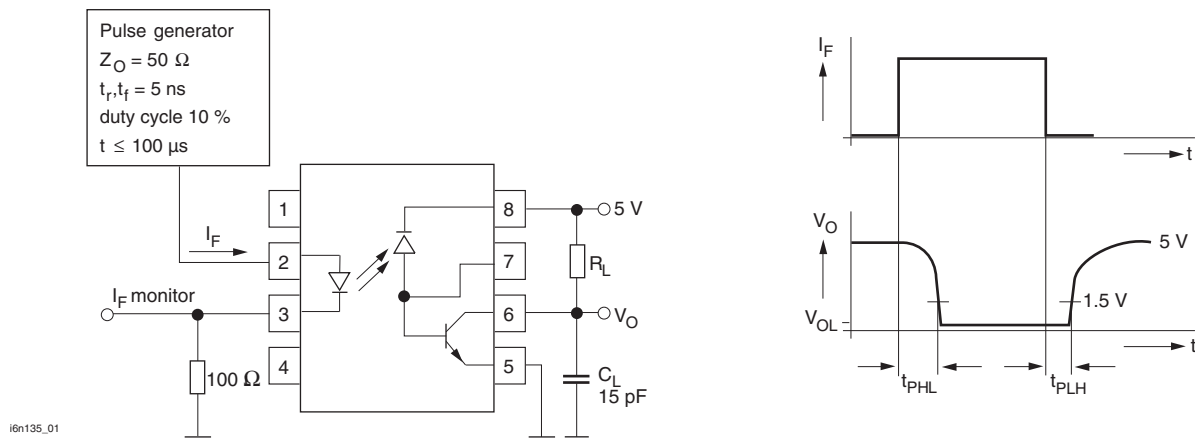 Pulse generator
Z_O = 50 Ω
t_r,t_f = 5 ns
duty cycle 10 %
t ≤ 100 µs
I_F
I_F monitor
100 Ω
1
2
3
4
8
7
6
5
5 V
R_L
V_O
C_L
15 pF
i6n135_01
I_F
t
V_O
5 V
1.5 V
V_OL
t
t_PHL
t_PLH